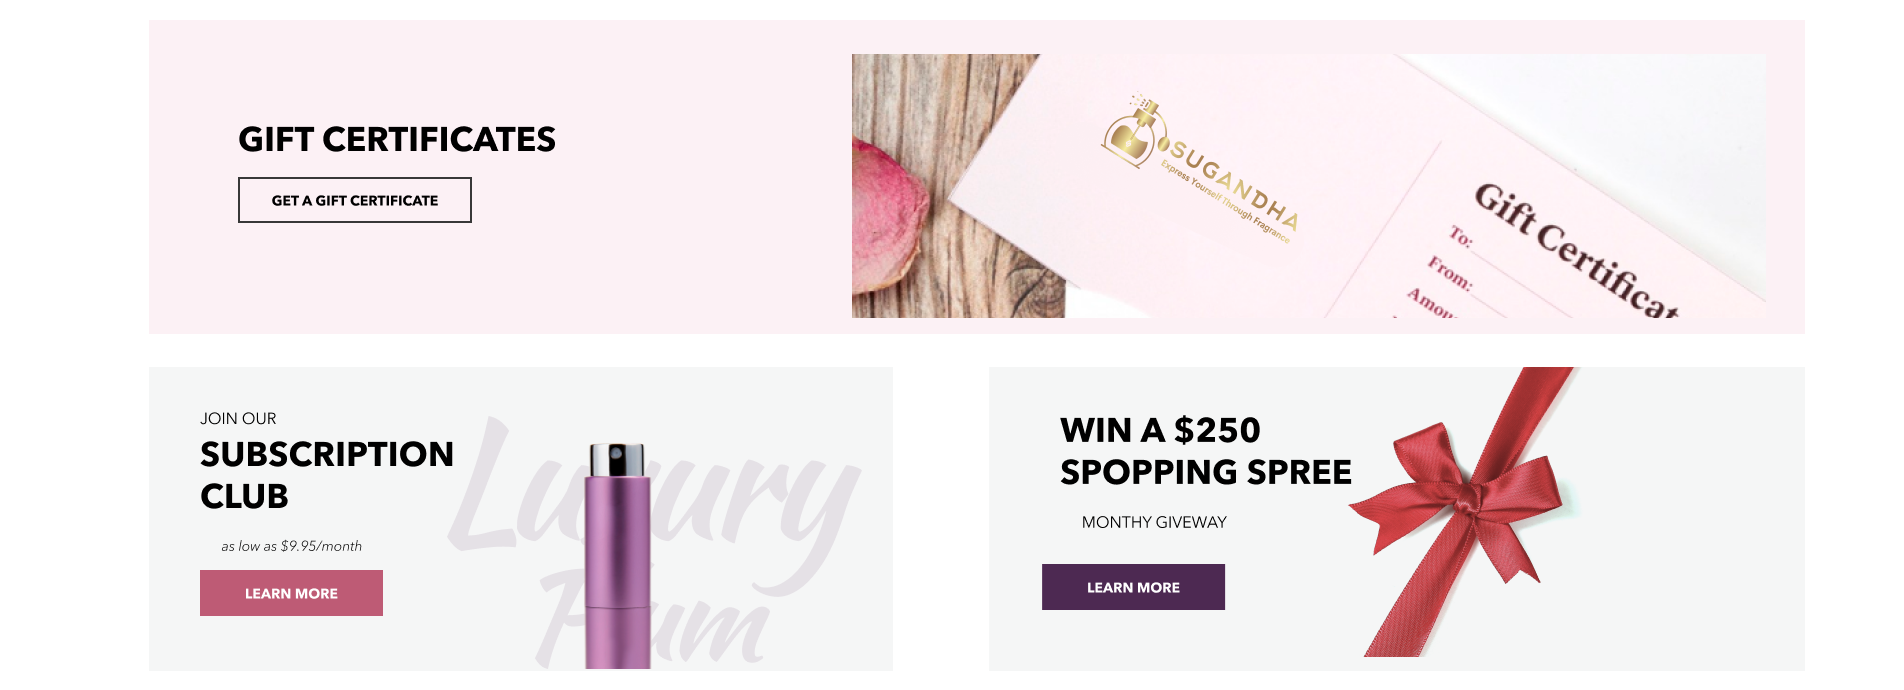 GIFT CERTIFICATES
GET A GIFT CERTIFICATE
SUGANDHA
Express Yourself Through Fragrance
Gift Certificat
To:
From:
Amou
JOIN OUR
SUBSCRIPTION
CLUB
as low as $9.95/month
LEARN MORE
Luxury
Plum
WIN A $250
SPOPPING SPREE
MONTHY GIVEWAY
LEARN MORE